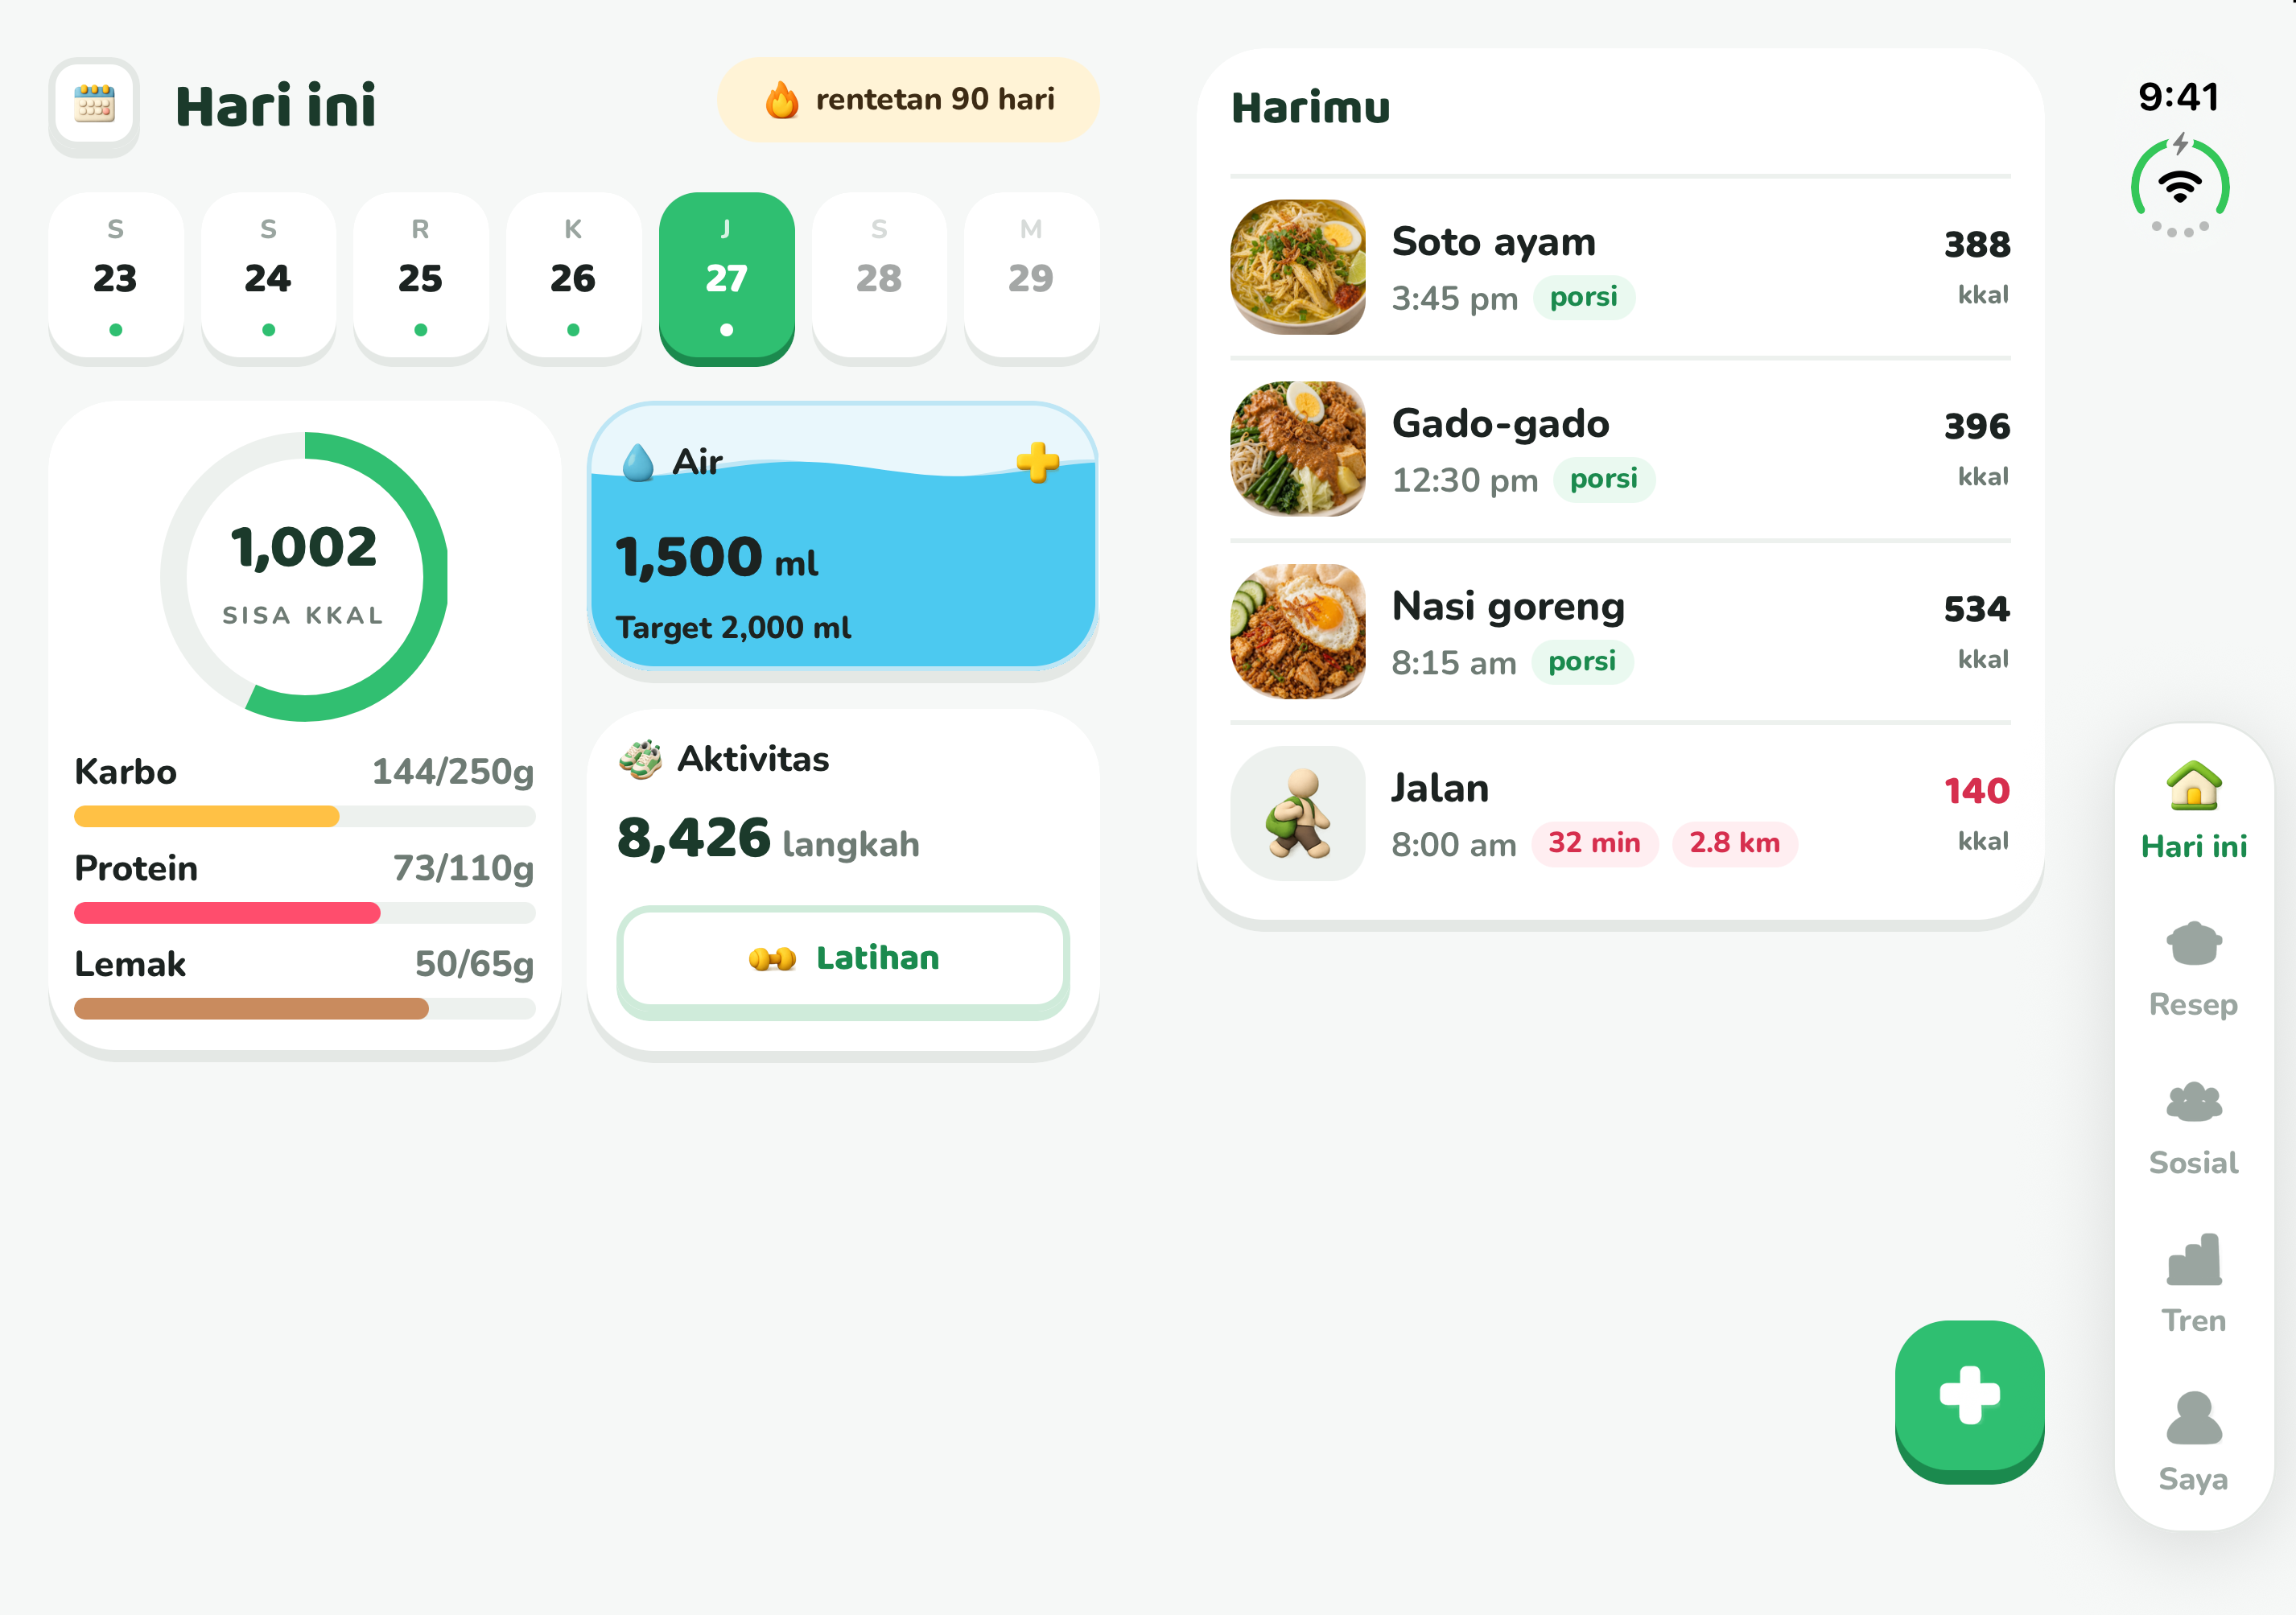 Hari ini
rentetan 90 hari
S S R K J S M
23 24 25 26 27 28 29
1,002
SISA KKAL
Karbo 144/250g
Protein 73/110g
Lemak 50/65g
Air
1,500 ml
Target 2,000 ml
Aktivitas
8,426 langkah
Latihan
Harimu
Soto ayam 388
3:45 pm porsi kkal
Gado-gado 396
12:30 pm porsi kkal
Nasi goreng 534
8:15 am porsi kkal
Jalan 140
8:00 am 32 min 2.8 km kkal
9:41
Hari ini
Resep
Sosial
Tren
Saya